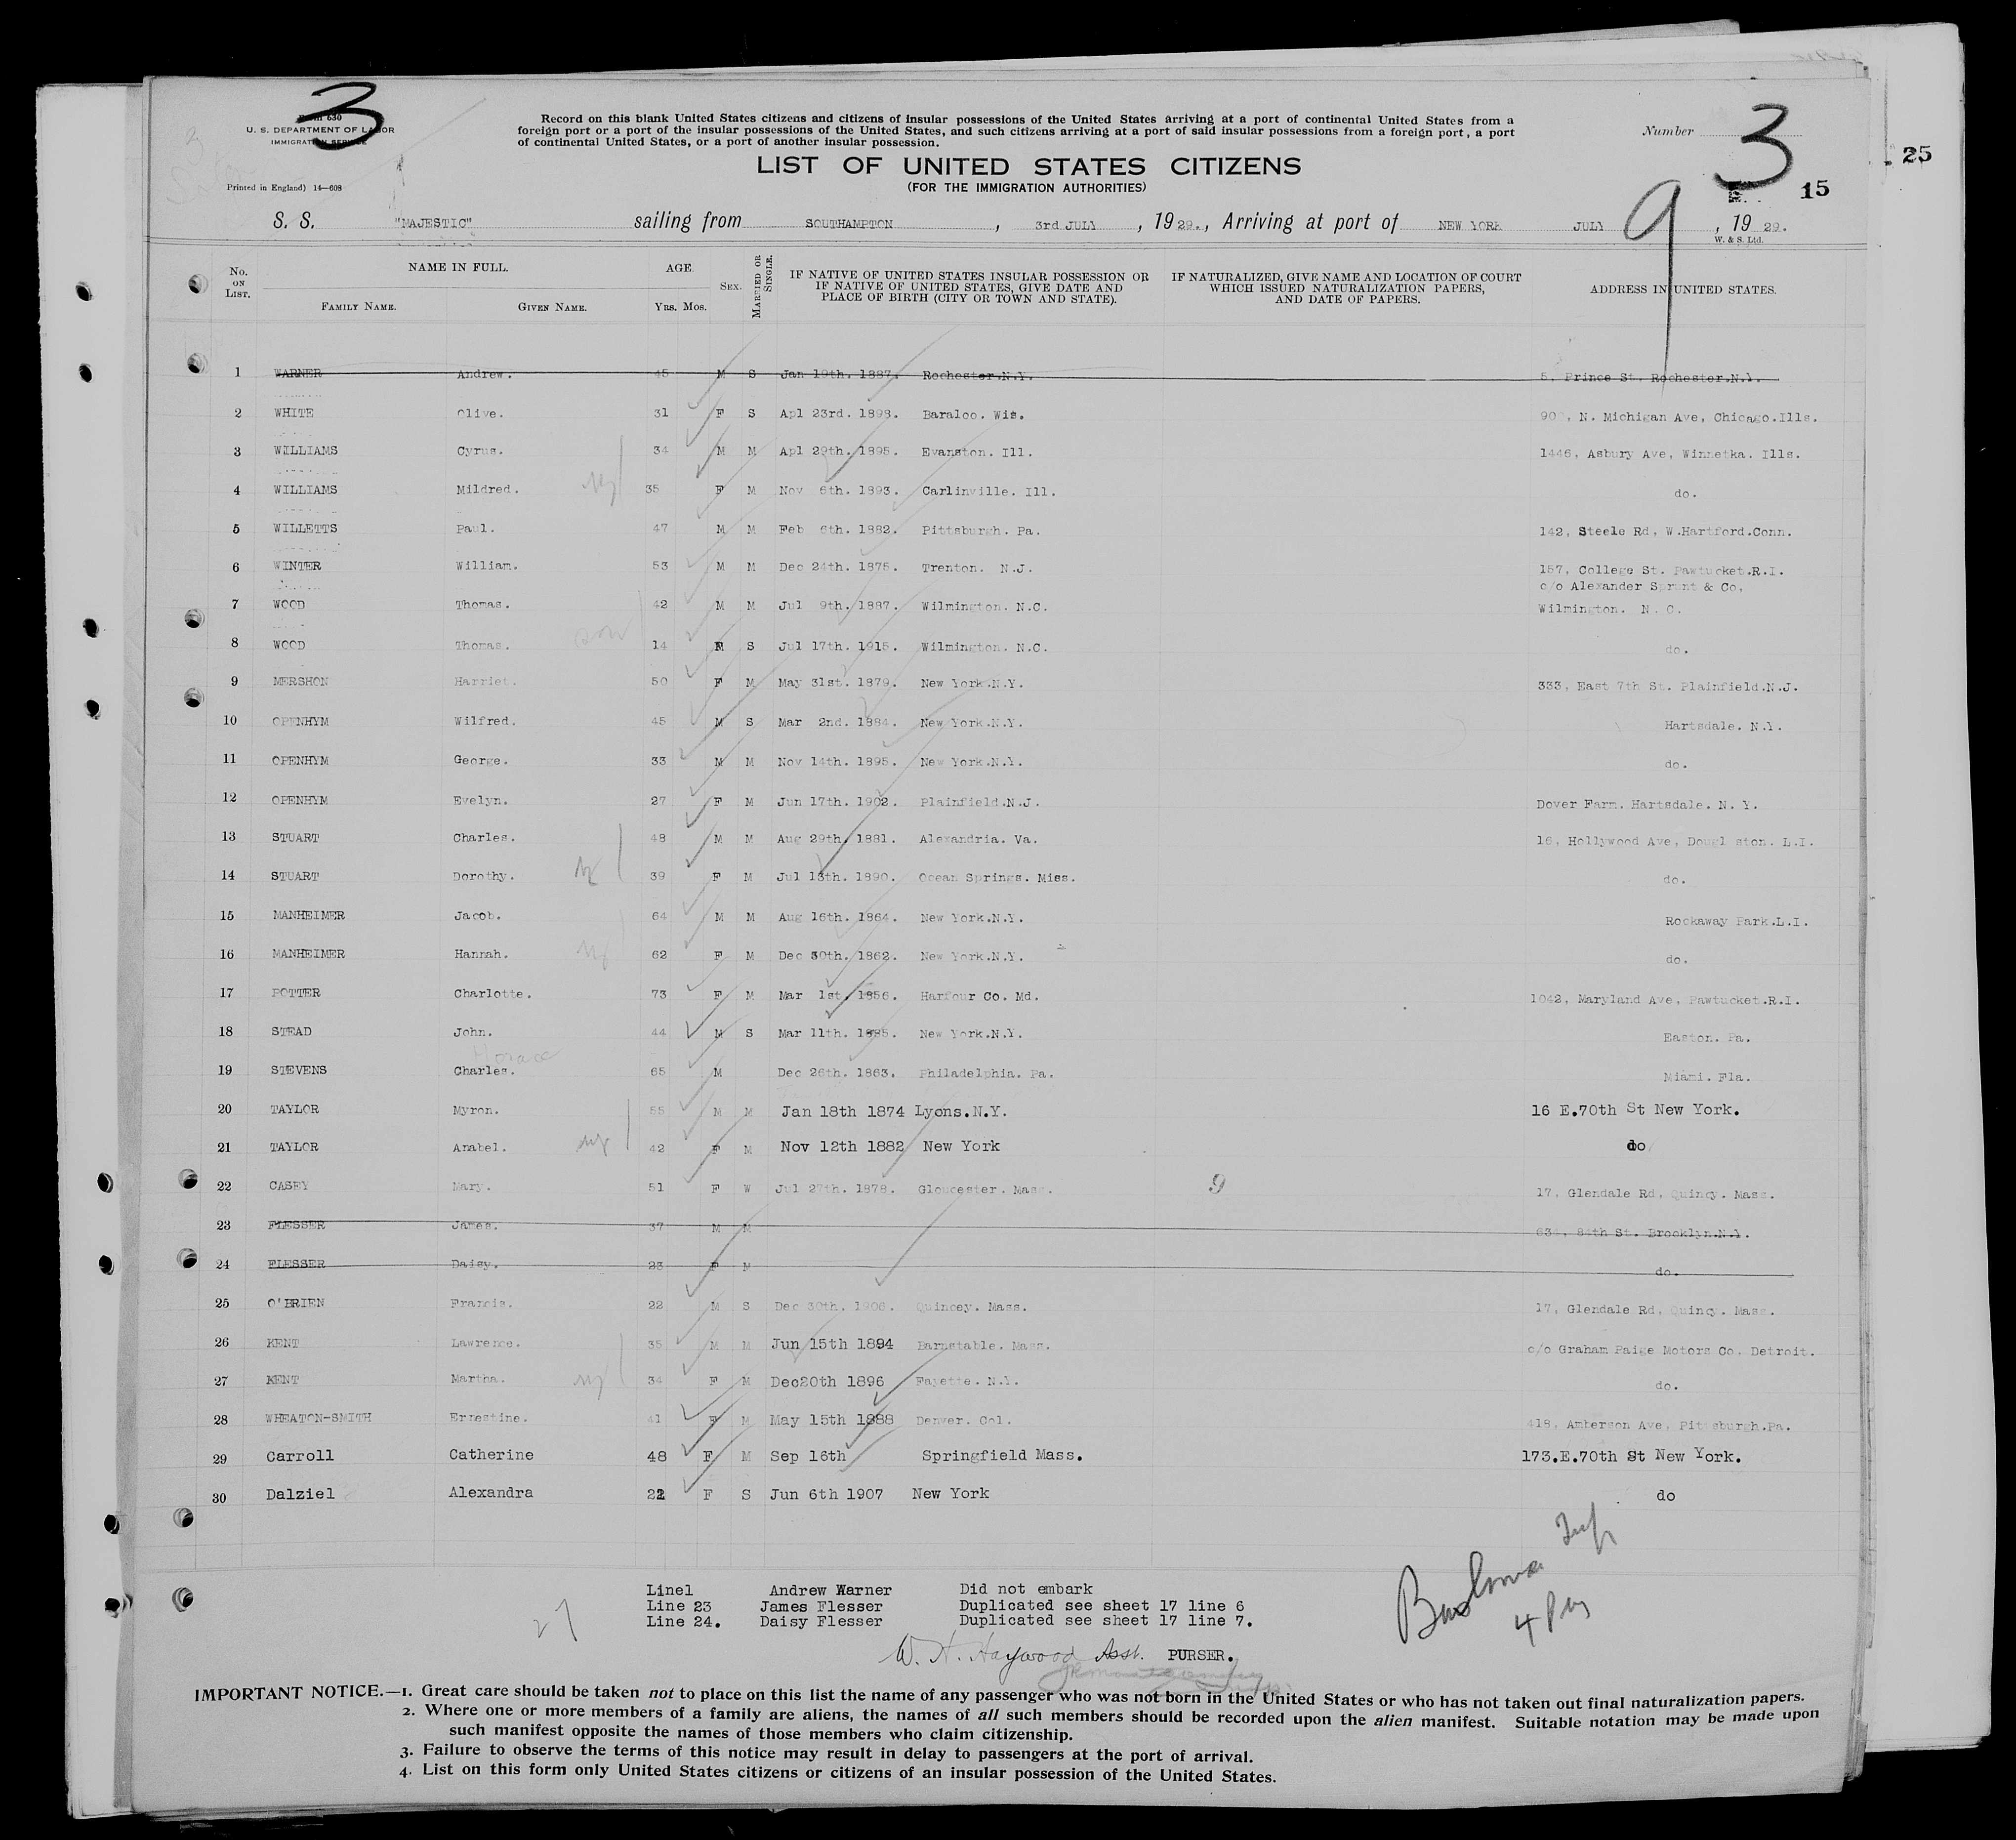 3
Form 630
U. S. DEPARTMENT OF LABOR
IMMIGRATION SERVICE
Printed in England) 14—608
Record on this blank United States citizens and citizens of insular possessions of the United States arriving at a port of continental United States from a
foreign port or a port of the insular possessions of the United States, and such citizens arriving at a port of said insular possessions from a foreign port, a port
of continental United States, or a port of another insular possession.
LIST OF UNITED STATES CITIZENS
(FOR THE IMMIGRATION AUTHORITIES)
Number 3
25
15
S. S. "MAJESTIC" sailing from SOUTHAMPTON, 3rd JULY, 1929., Arriving at port of NEW YORK JULY 9, 1929.
W. & S. Ltd.
No. ON LIST. NAME IN FULL. FAMILY NAME. GIVEN NAME. AGE Yrs. Mos. SEX. MARRIED OR SINGLE. IF NATIVE OF UNITED STATES INSULAR POSSESSION OR IF NATIVE OF UNITED STATES, GIVE DATE AND PLACE OF BIRTH (CITY OR TOWN AND STATE). IF NATURALIZED, GIVE NAME AND LOCATION OF COURT WHICH ISSUED NATURALIZATION PAPERS, AND DATE OF PAPERS. ADDRESS IN UNITED STATES.
1 WARNER Andrew. 45 M S Jan 19th. 1887. Rochester.N.Y. 5, Prince St. Rochester.N.Y.
2 WHITE Olive. 31 F S Apl 23rd. 1898. Baraloo. Wis. 900, N. Michigan Ave, Chicago.Ills.
3 WILLIAMS Cyrus. 34 M M Apl 29th. 1895. Evanston. Ill. 1446, Asbury Ave, Winnetka. Ills.
4 WILLIAMS Mildred. 35 F M Nov 6th. 1893. Carlinville. Ill. do.
5 WILLETTS Paul. 47 M M Feb 6th. 1882. Pittsburgh. Pa. 142, Steele Rd, W.Hartford.Conn.
6 WINTER William. 53 M M Dec 24th. 1875. Trenton. N.J. 157, College St. Pawtucket.R.I.
c/o Alexander Sprunt & Co.
7 WOOD Thomas. 42 M M Jul 9th. 1887. Wilmington. N.C. Wilmington. N. C.
8 WOOD Thomas. 14 M S Jul 17th. 1915. Wilmington. N.C. do.
9 MERSHON Harriet. 50 F M May 31st. 1879. New York.N.Y. 333, East 7th St. Plainfield.N.J.
10 OPENHYM Wilfred. 45 M S Mar 2nd. 1884. New York.N.Y. Hartsdale. N.Y.
11 OPENHYM George. 33 M M Nov 14th. 1895. New York.N.Y. do.
12 OPENHYM Evelyn. 27 F M Jun 17th. 1902. Plainfield.N.J. Dover Farm. Hartsdale. N. Y.
13 STUART Charles. 48 M M Aug 29th. 1881. Alexandria. Va. 16, Hollywood Ave, Dougl ston. L.I.
14 STUART Dorothy. 39 F M Jul 13th. 1890. Ocean Springs. Miss. do.
15 MANHEIMER Jacob. 64 M M Aug 16th. 1864. New York.N.Y. Rockaway Park.L.I.
16 MANHEIMER Hannah. 62 F M Dec 30th. 1862. New York.N.Y. do.
17 POTTER Charlotte. 73 F M Mar 1st. 1856. Harfour Co. Md. 1042, Maryland Ave, Pawtucket.R.I.
18 STEAD John. 44 M S Mar 11th. 1885. New York.N.Y. Easton. Pa.
Horace
19 STEVENS Charles. 65 M Dec 26th. 1863. Philadelphia. Pa. Miami. Fla.
20 TAYLOR Myron. 55 M M Jan 18th 1874 Lyons.N.Y. 16 E.70th St New York.
21 TAYLOR Anabel. 42 F M Nov 12th 1882 New York do
22 CASEY Mary. 51 F W Jul 27th. 1878. Gloucester. Mass. 9 17, Glendale Rd, Quincy. Mass.
23 FLESSER James. 37 M M 634, 84th St. Brooklyn.N.Y.
24 FLESSER Daisy. 23 F M do.
25 O'BRIEN Francis. 22 M S Dec 30th. 1906. Quincey. Mass. 17, Glendale Rd. Quincy. Mass.
26 KENT Lawrence. 35 M M Jun 15th 1894 Barnstable. Mass. c/o Graham Paige Motors Co. Detroit.
27 KENT Martha. 34 F M Dec20th 1896 Fayette. N.Y. do.
28 WHEATON-SMITH Ernestine. 41 F M May 15th 1888 Denver. Col. 418, Amberson Ave, Pittsburgh.Pa.
29 Carroll Catherine 48 F M Sep 16th Springfield Mass. 173.E.70th St New York.
30 Dalziel Alexandra 22 F S Jun 6th 1907 New York do
Line1 Andrew Warner Did not embark
Line 23 James Flesser Duplicated see sheet 17 line 6
Line 24. Daisy Flesser Duplicated see sheet 17 line 7.
27
W. H. Haywood Asst. PURSER.
IMPORTANT NOTICE.—1. Great care should be taken not to place on this list the name of any passenger who was not born in the United States or who has not taken out final naturalization papers.
2. Where one or more members of a family are aliens, the names of all such members should be recorded upon the alien manifest. Suitable notation may be made upon
such manifest opposite the names of those members who claim citizenship.
3. Failure to observe the terms of this notice may result in delay to passengers at the port of arrival.
4. List on this form only United States citizens or citizens of an insular possession of the United States.